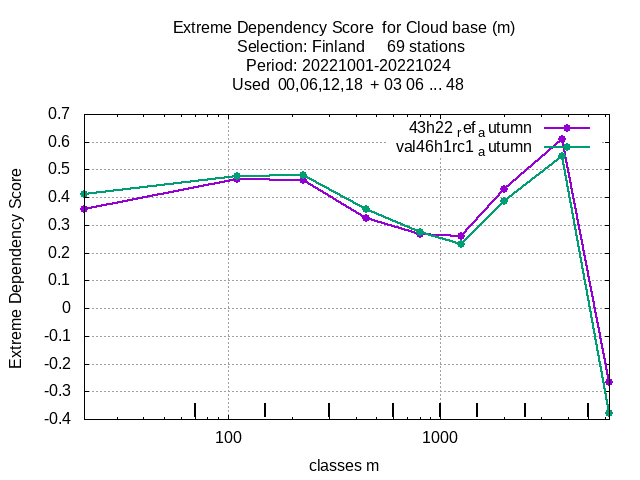 Extreme Dependency Score  for Cloud base (m)
Selection: Finland     69 stations
Period: 20221001-20221024
Used  00,06,12,18  + 03 06 ... 48
Extreme Dependency Score
0.7
0.6
0.5
0.4
0.3
0.2
0.1
0
-0.1
-0.2
-0.3
-0.4
43h22 ref autumn
val46h1rc1 autumn
100
1000
classes m